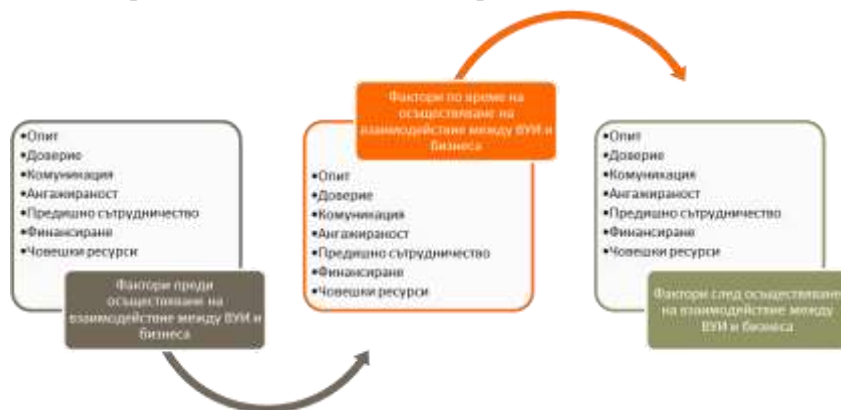 •Опит
•Доверие
•Комуникация
•Ангажираност
•Предишно сътрудничество
•Финансиране
•Човешки ресурси
Фактори преди
осъществяване на
взаимодействие между ВУИ и
бизнеса
Фактори по време на
осъществяване на
взаимодействие между ВУИ и
бизнеса
•Опит
•Доверие
•Комуникация
•Ангажираност
•Предишно сътрудничество
•Финансиране
•Човешки ресурси
•Опит
•Доверие
•Комуникация
•Ангажираност
•Предишно сътрудничество
•Финансиране
•Човешки ресурси
Фактори след осъществяване
на взаимодействие между
ВУИ и бизнеса